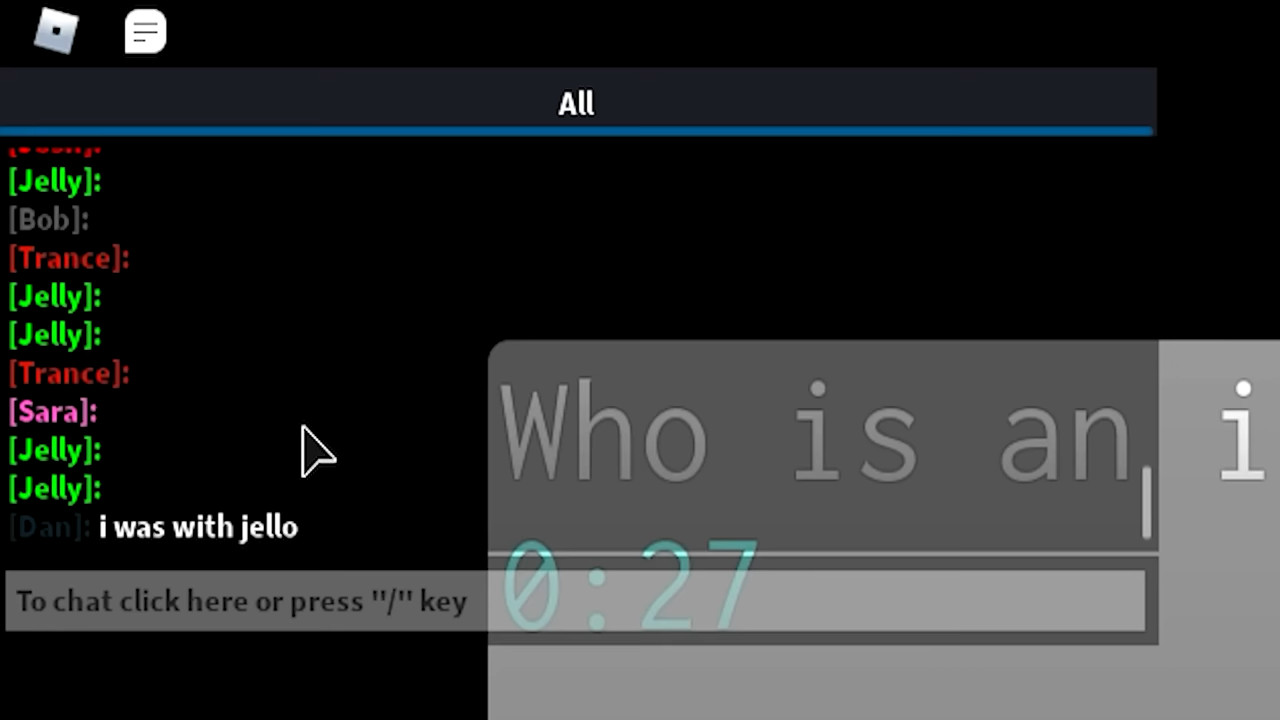 All
[Jelly]:
[Bob]:
[Trance]:
[Jelly]:
[Jelly]:
[Trance]:
[Sara]:
[Jelly]:
[Jelly]:
[Dan]: i was with jello
To chat click here or press "/" key
Who is an i
0:27